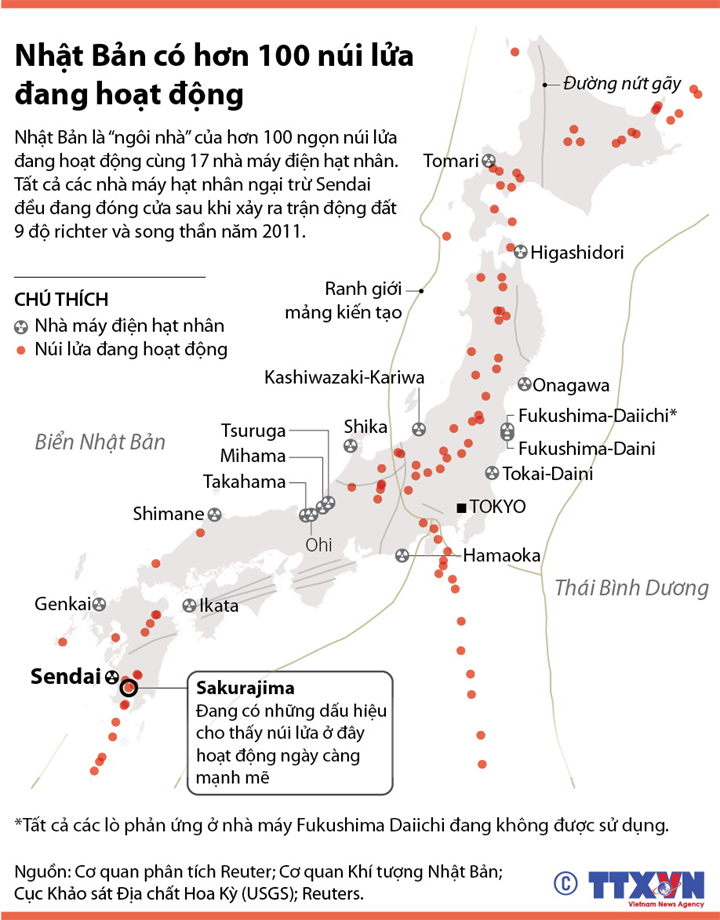 Nhật Bản có hơn 100 núi lửa
đang hoạt động
Nhật Bản là “ngôi nhà” của hơn 100 ngọn núi lửa
đang hoạt động cùng 17 nhà máy điện hạt nhân.
Tất cả các nhà máy hạt nhân ngoại trừ Sendai
đều đang đóng cửa sau khi xảy ra trận động đất
9 độ richter và song thần năm 2011.
CHÚ THÍCH
Nhà máy điện hạt nhân
Núi lửa đang hoạt động
Đường nứt gãy
Tomari
Higashidori
Ranh giới
mảng kiến tạo
Kashiwazaki-Kariwa
Onagawa
Fukushima-Daiichi*
Fukushima-Daini
Tokai-Daini
Biển Nhật Bản
Shika
Tsuruga
Mihama
Takahama
Shimane
Ohi
TOKYO
Hamaoka
Thái Bình Dương
Genkai
Ikata
Sendai
Sakurajima
Đang có những dấu hiệu
cho thấy núi lửa ở đây
hoạt động ngày càng
mạnh mẽ
*Tất cả các lò phản ứng ở nhà máy Fukushima Daiichi đang không được sử dụng.
Nguồn: Cơ quan phân tích Reuter; Cơ quan Khí tượng Nhật Bản;
Cục Khảo sát Địa chất Hoa Kỳ (USGS); Reuters.
© TTXVN
Vietnam News Agency